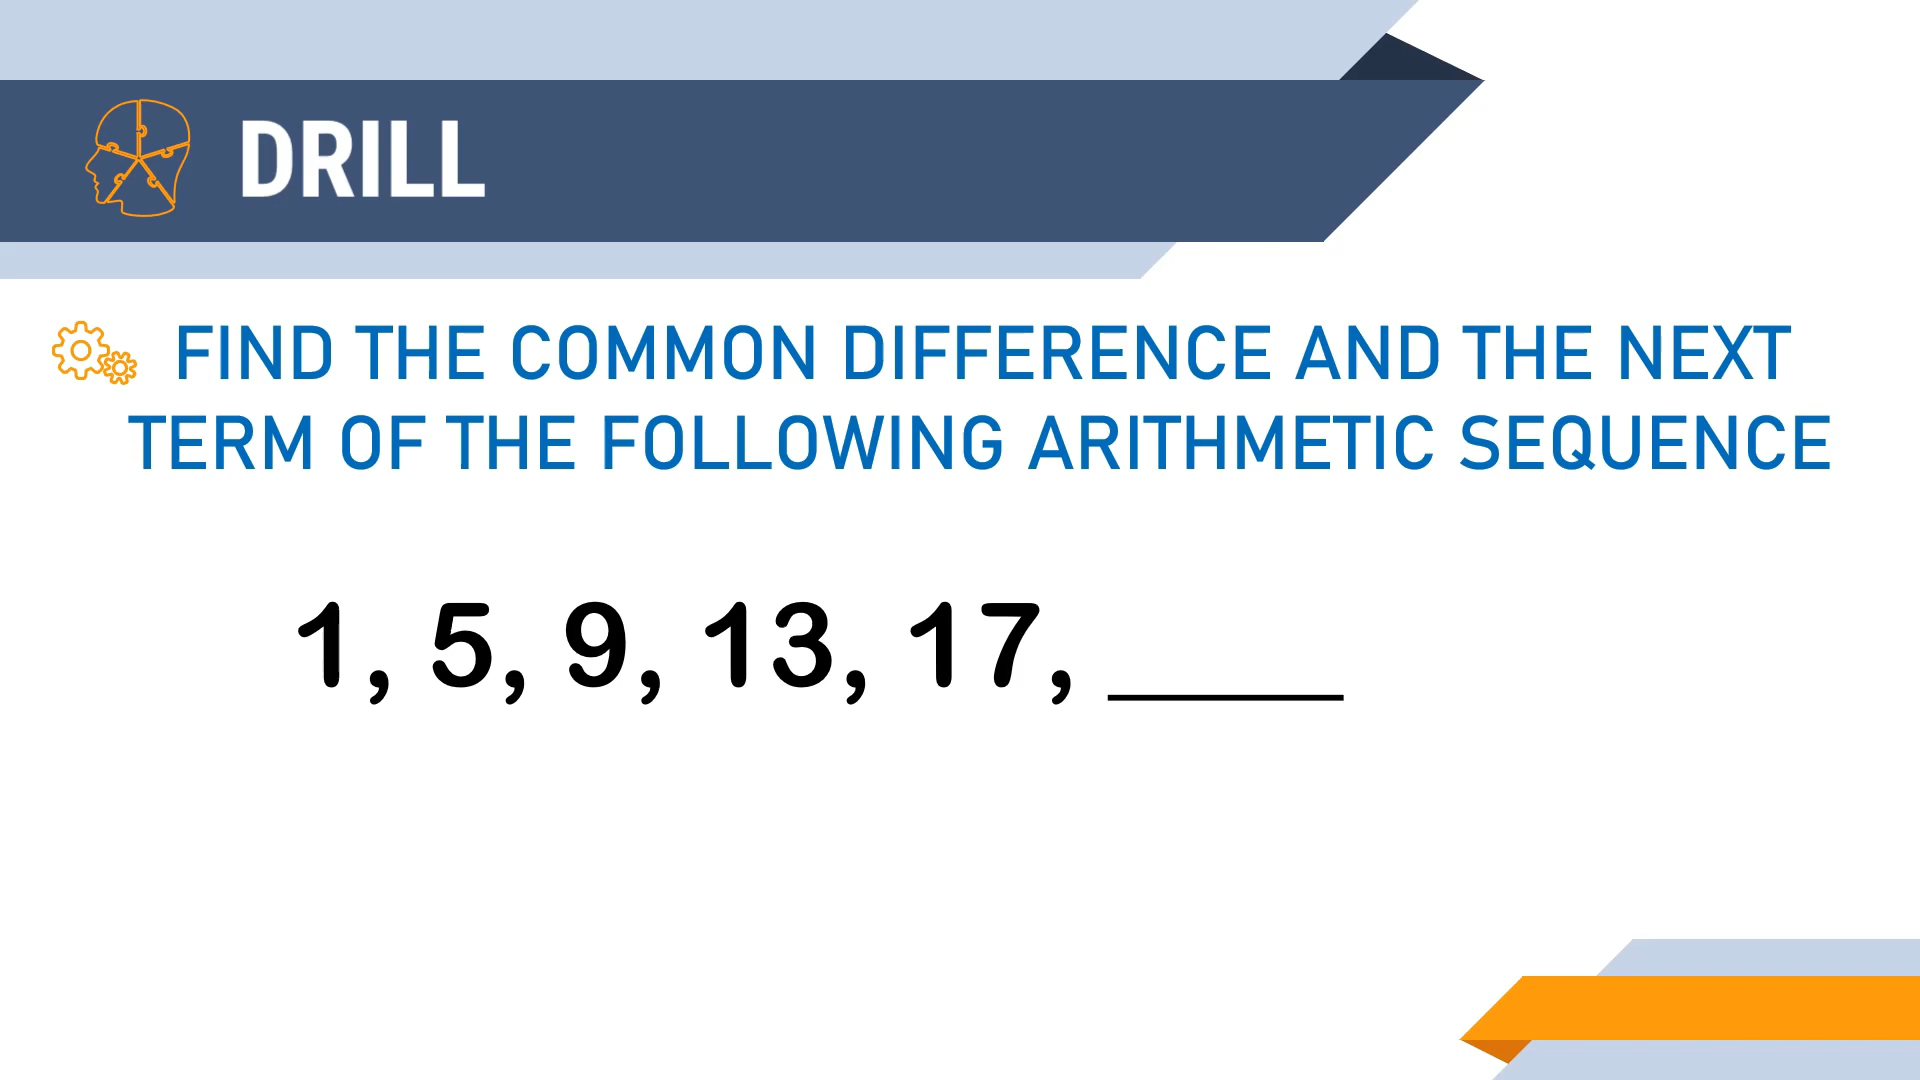 DRILL
FIND THE COMMON DIFFERENCE AND THE NEXT
TERM OF THE FOLLOWING ARITHMETIC SEQUENCE
1, 5, 9, 13, 17, ____